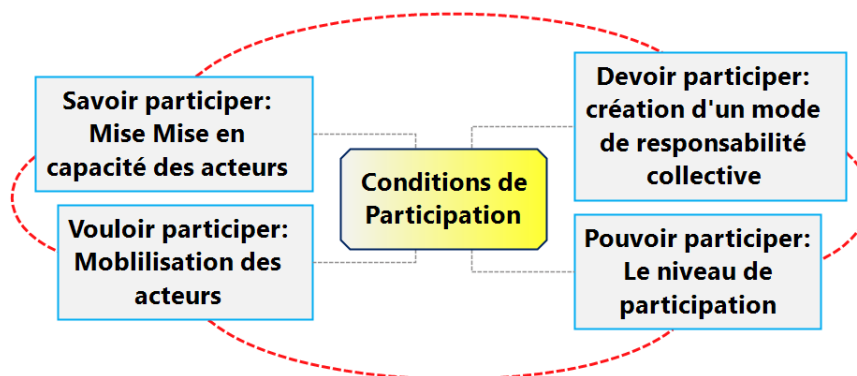 Savoir participer:
Mise Mise en
capacité des acteurs
Vouloir participer:
Moblilisation des
acteurs
Conditions de
Participation
Devoir participer:
création d'un mode
de responsabilité
collective
Pouvoir participer:
Le niveau de
participation